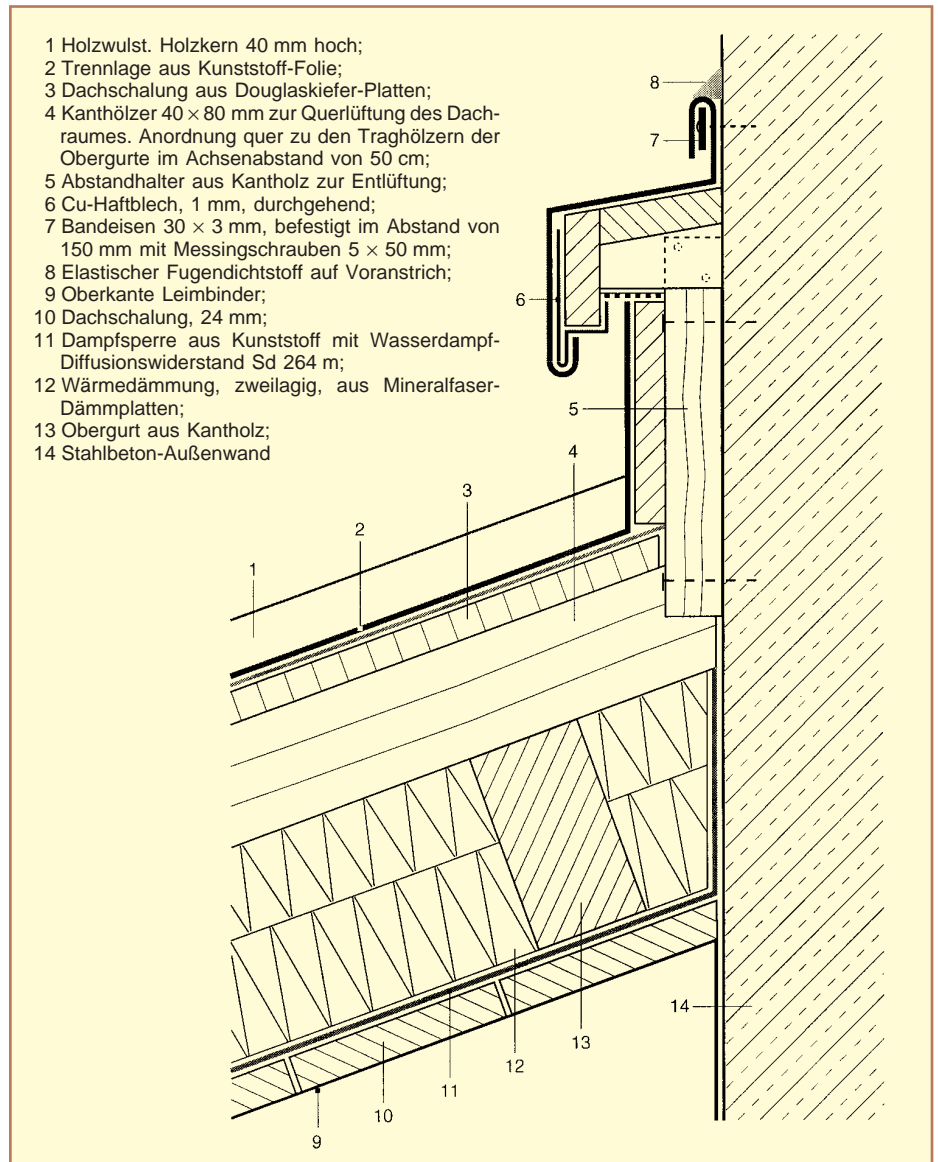 1 Holzwulst. Holzkern 40 mm hoch;
2 Trennlage aus Kunststoff-Folie;
3 Dachschalung aus Douglaskiefer-Platten;
4 Kanthölzer 40 × 80 mm zur Querlüftung des Dach-
raumes. Anordnung quer zu den Traghölzern der
Obergurte im Achsenabstand von 50 cm;
5 Abstandhalter aus Kantholz zur Entlüftung;
6 Cu-Haftblech, 1 mm, durchgehend;
7 Bandeisen 30 × 3 mm, befestigt im Abstand von
150 mm mit Messingschrauben 5 × 50 mm;
8 Elastischer Fugendichtstoff auf Voranstrich;
9 Oberkante Leimbinder;
10 Dachschalung, 24 mm;
11 Dampfsperre aus Kunststoff mit Wasserdampf-
Diffusionswiderstand Sd 264 m;
12 Wärmedämmung, zweilagig, aus Mineralfaser-
Dämmplatten;
13 Obergurt aus Kantholz;
14 Stahlbeton-Außenwand
8
7
6
5
4
3
2
1
14
13
12
11
10
9